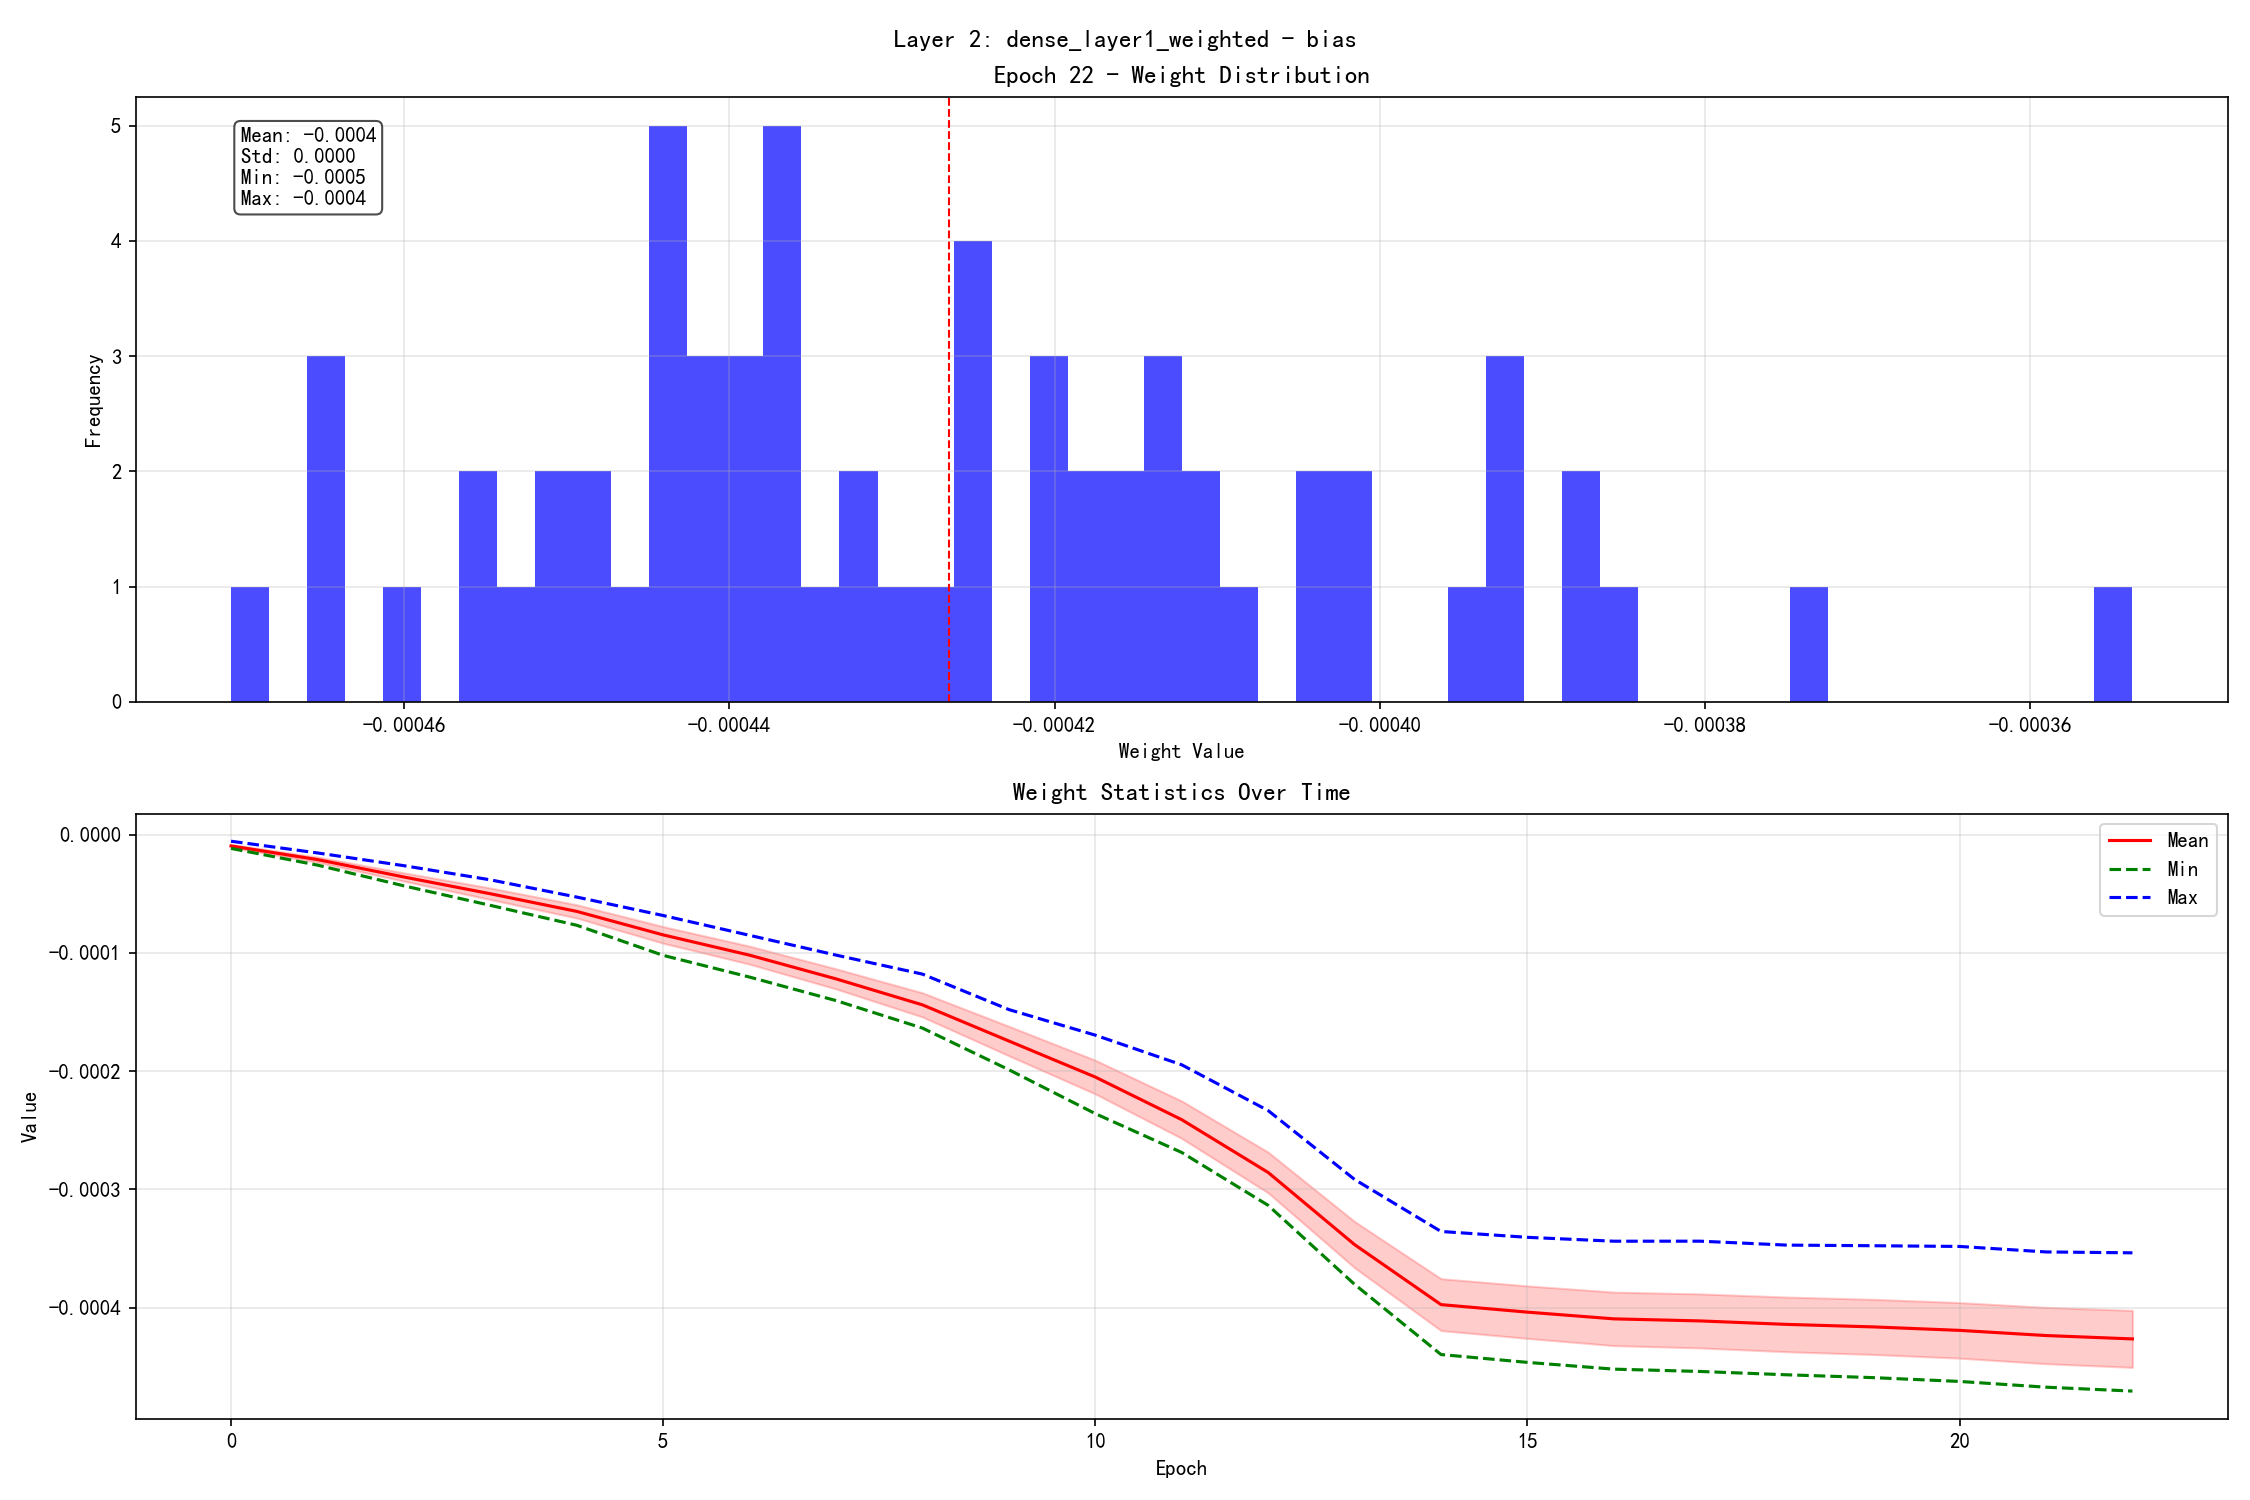 Layer 2: dense_layer1_weighted - bias
Epoch 22 - Weight Distribution
Mean: -0.0004
Std: 0.0000
Min: -0.0005
Max: -0.0004
5
4
3
2
1
0
Frequency
-0.00046 -0.00044 -0.00042 -0.00040 -0.00038 -0.00036
Weight Value
Weight Statistics Over Time
Mean
Min
Max
0.0000
-0.0001
-0.0002
-0.0003
-0.0004
Value
0 5 10 15 20
Epoch